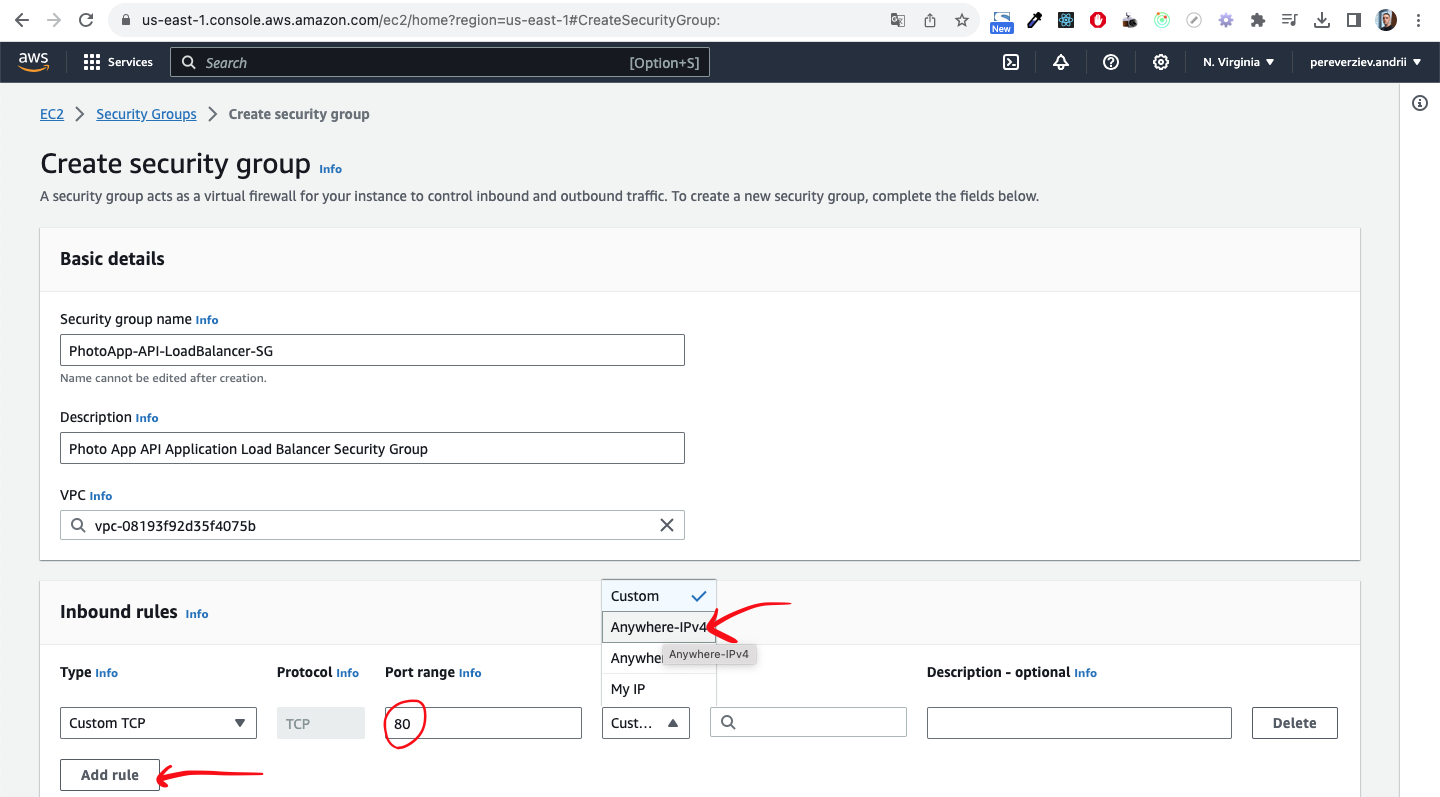 us-east-1.console.aws.amazon.com/ec2/home?region=us-east-1#CreateSecurityGroup:
New
aws Services Search [Option+S] N. Virginia pereverziev.andrii
EC2 Security Groups Create security group
Create security group Info
A security group acts as a virtual firewall for your instance to control inbound and outbound traffic. To create a new security group, complete the fields below.
Basic details
Security group name Info
PhotoApp-API-LoadBalancer-SG
Name cannot be edited after creation.
Description Info
Photo App API Application Load Balancer Security Group
VPC Info
vpc-08193f92d35f4075b
Inbound rules Info
Custom
Anywhere-IPv4
Anywhere-IPv4
My IP
Type Info Protocol Info Port range Info Description - optional Info
Custom TCP TCP 80 Cust... Delete
Add rule